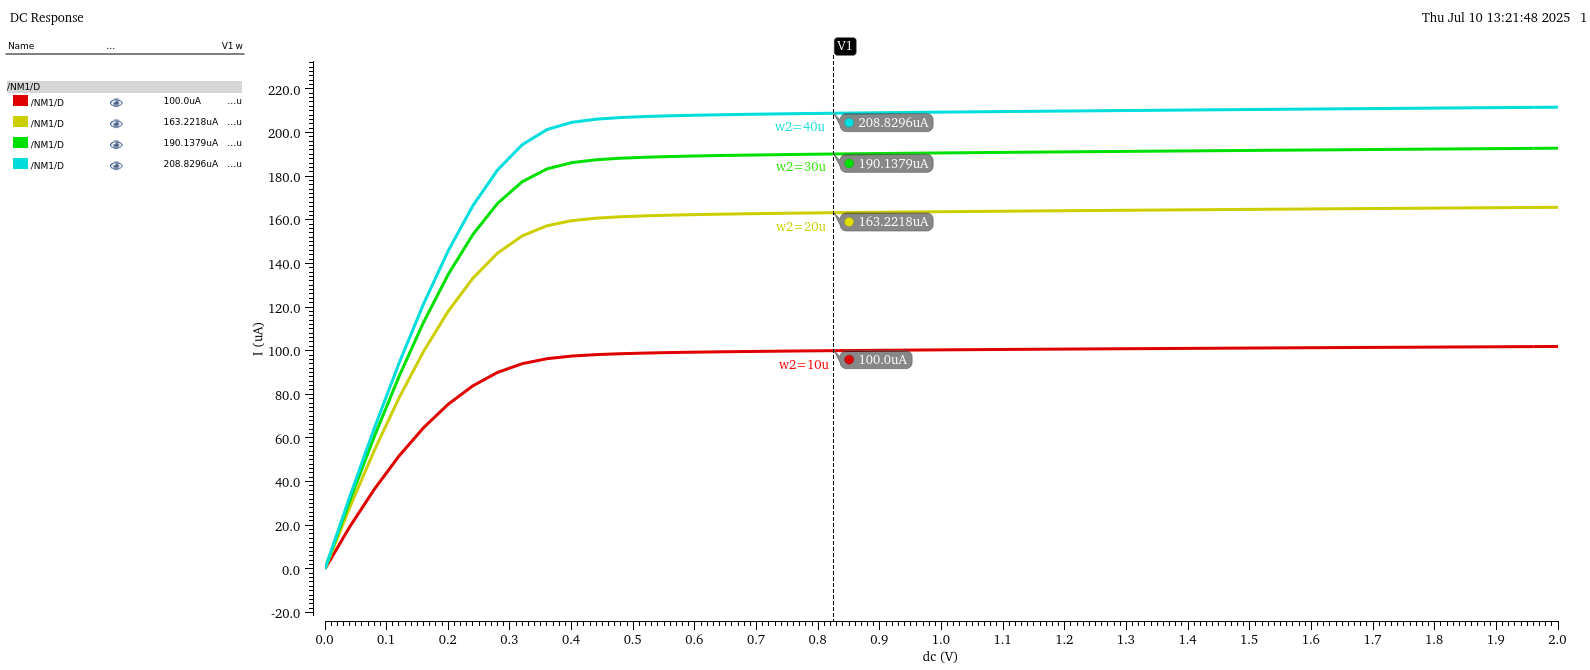 DC Response
Thu Jul 10 13:21:48 2025 1
Name ... V1 w
/NM1/D
/NM1/D 100.0uA ...u
/NM1/D 163.2218uA ...u
/NM1/D 190.1379uA ...u
/NM1/D 208.8296uA ...u
V1
220.0
200.0
180.0
160.0
140.0
120.0
100.0
80.0
60.0
40.0
20.0
0.0
-20.0
I (uA)
w2=40u
208.8296uA
w2=30u
190.1379uA
w2=20u
163.2218uA
w2=10u
100.0uA
0.0 0.1 0.2 0.3 0.4 0.5 0.6 0.7 0.8 0.9 1.0 1.1 1.2 1.3 1.4 1.5 1.6 1.7 1.8 1.9 2.0
dc (V)